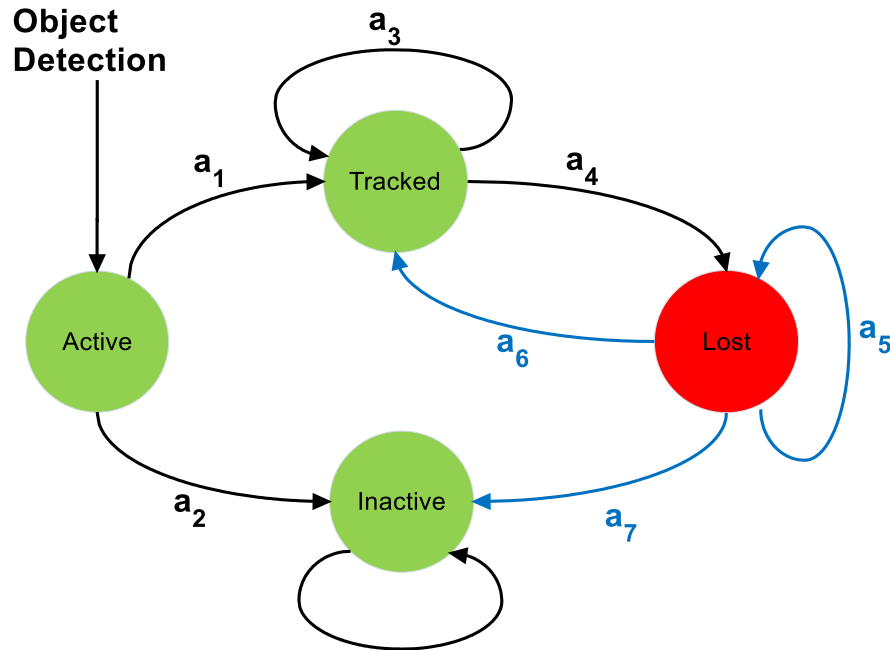 Object
Detection
a3
a1
a4
Tracked
Active
Lost
a5
a6
a2
Inactive
a7